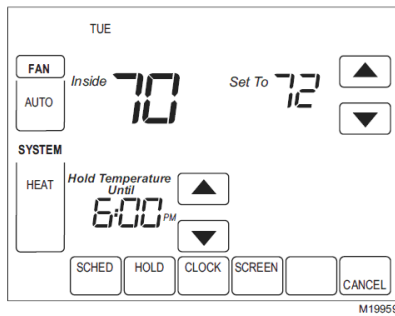 TUE
FAN
AUTO
Inside 70
Set To 72
SYSTEM
HEAT
Hold Temperature
Until
6:00 PM
SCHED HOLD CLOCK SCREEN CANCEL
M19959